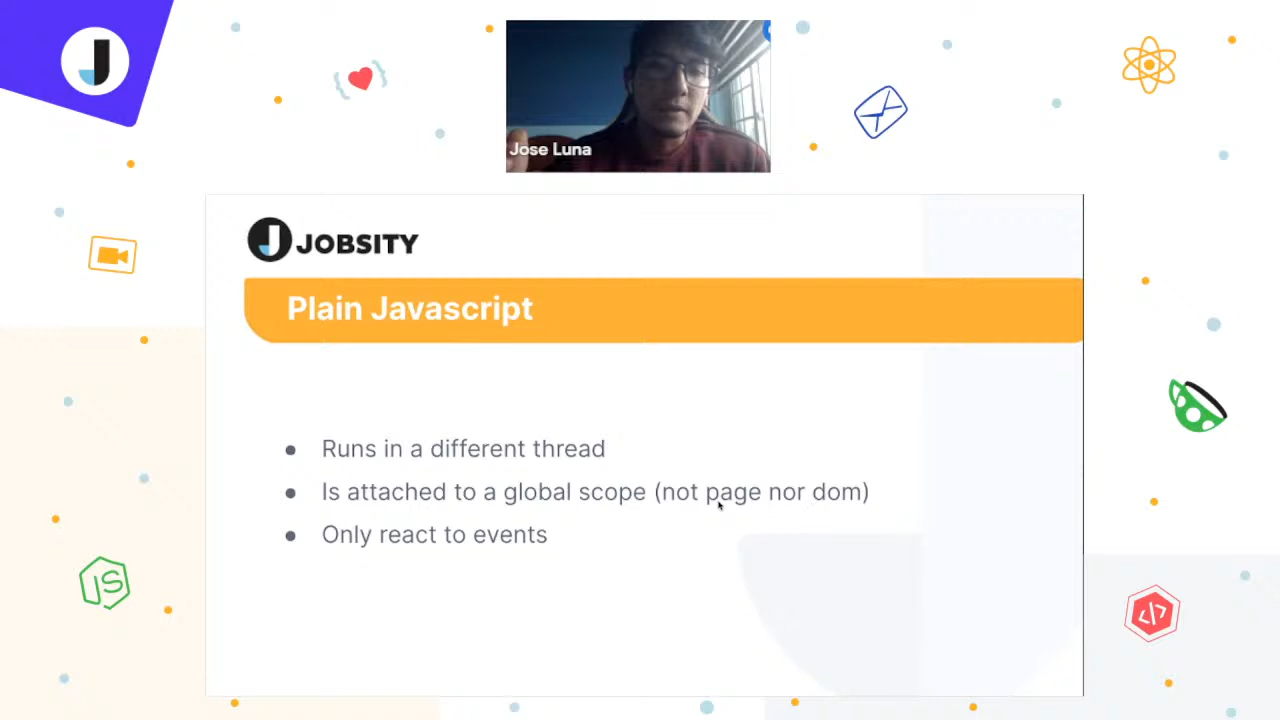 J
Jose Luna
J JOBSITY
Plain Javascript
Runs in a different thread
Is attached to a global scope (not page nor dom)
Only react to events
JS